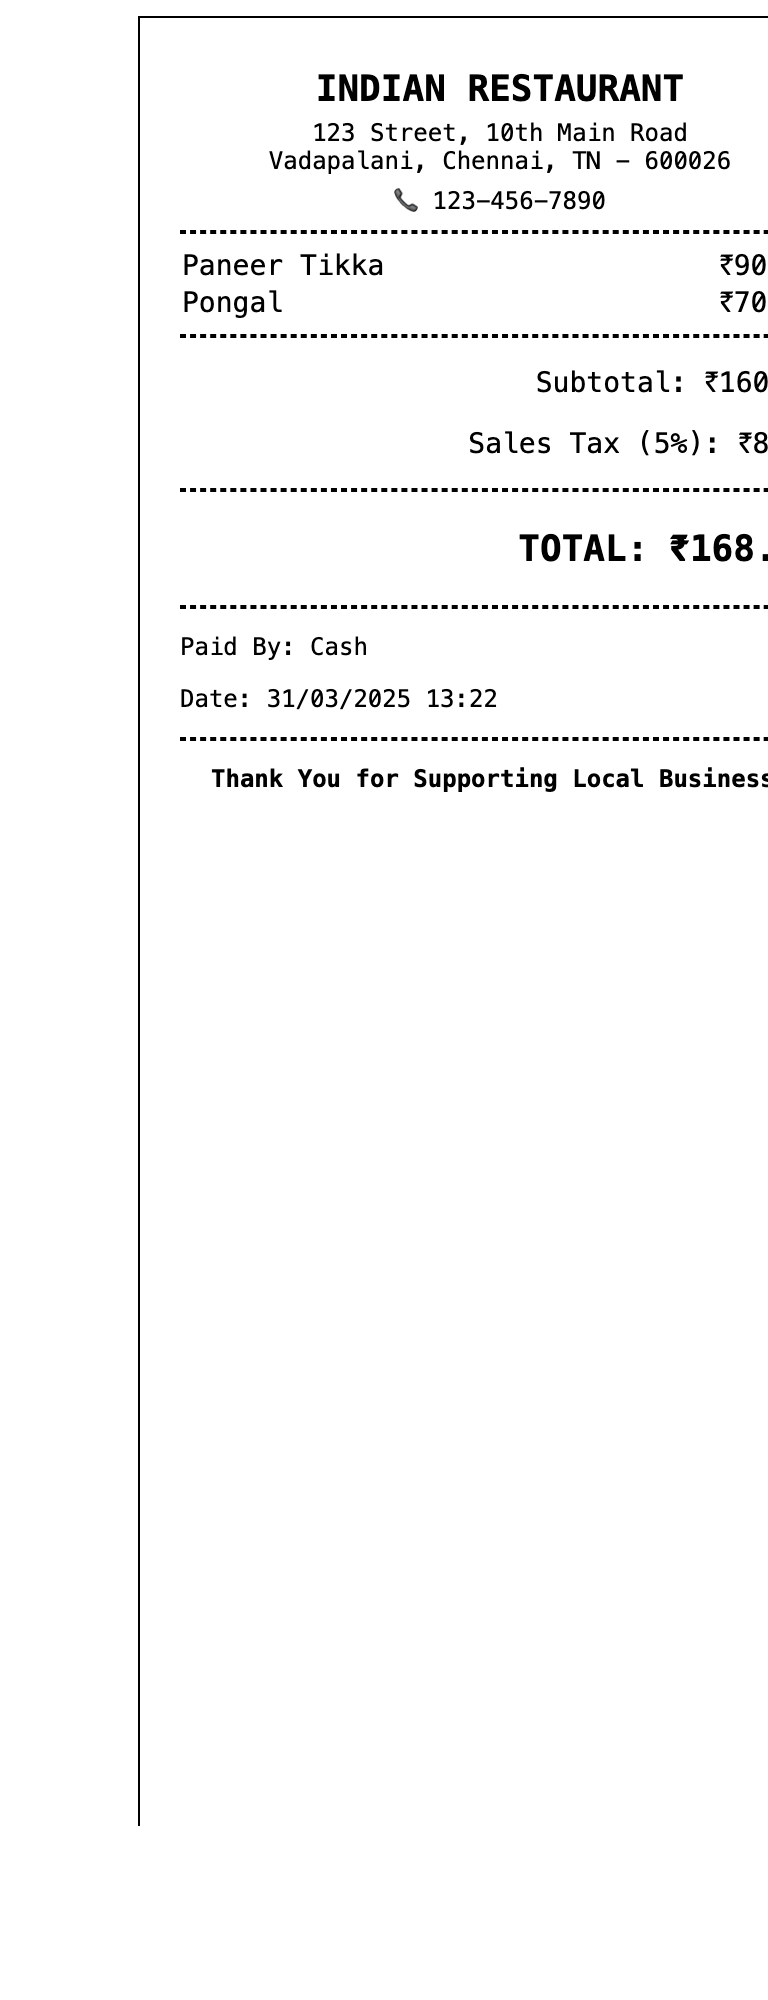 INDIAN RESTAURANT
123 Street, 10th Main Road
Vadapalani, Chennai, TN – 600026
📞 123–456–7890
Paneer Tikka ₹90
Pongal ₹70
Subtotal: ₹160
Sales Tax (5%): ₹8
TOTAL: ₹168.
Paid By: Cash
Date: 31/03/2025 13:22
Thank You for Supporting Local Business